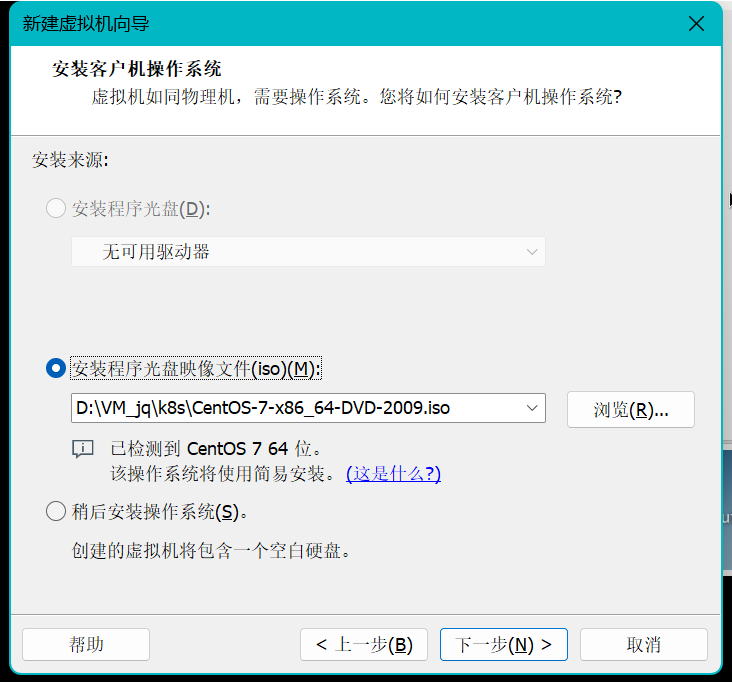 新建虚拟机向导
安装客户机操作系统
虚拟机如同物理机，需要操作系统。您将如何安装客户机操作系统?
安装来源:
安装程序光盘(D):
无可用驱动器
安装程序光盘映像文件(iso)(M):
D:\VM_jq\k8s\CentOS-7-x86_64-DVD-2009.iso
浏览(R)...
已检测到 CentOS 7 64 位。
该操作系统将使用简易安装。 (这是什么?)
稍后安装操作系统(S)。
创建的虚拟机将包含一个空白硬盘。
帮助
< 上一步(B)
下一步(N) >
取消